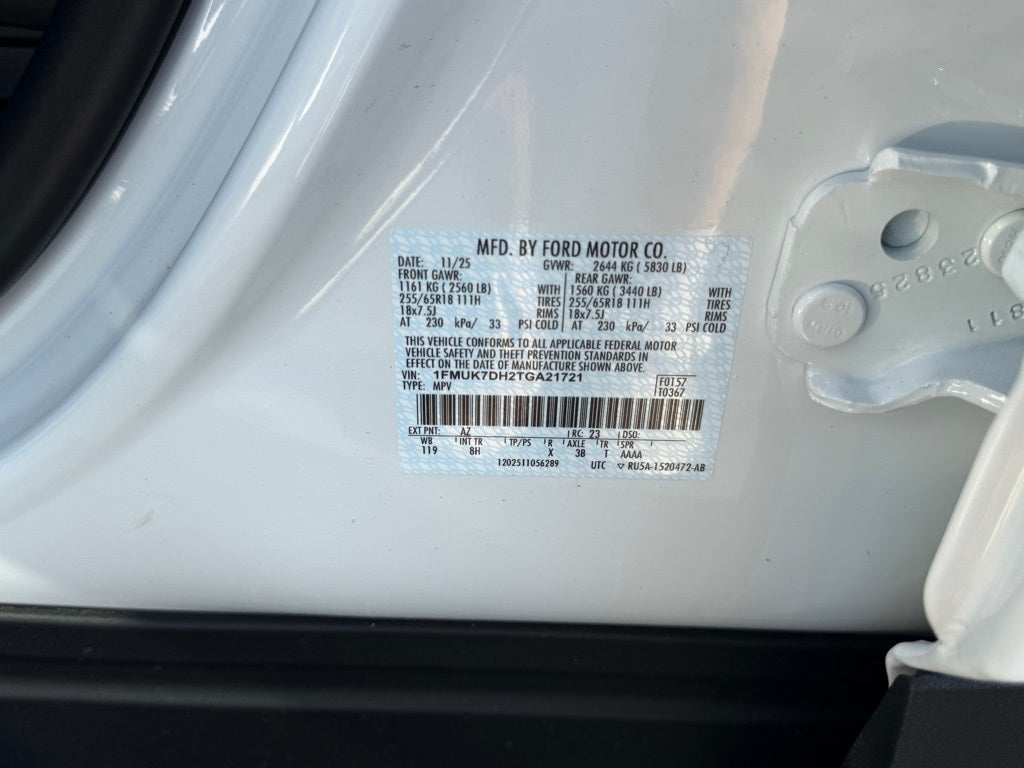 MFD. BY FORD MOTOR CO.
DATE: 11/25 GVWR: 2644 KG ( 5830 LB)
FRONT GAWR: REAR GAWR:
1161 KG ( 2560 LB) WITH 1560 KG ( 3440 LB) WITH
255/65R18 111H TIRES 255/65R18 111H TIRES
18x7.5J RIMS 18x7.5J RIMS
AT 230 kPa/ 33 PSI COLD AT 230 kPa/ 33 PSI COLD
THIS VEHICLE CONFORMS TO ALL APPLICABLE FEDERAL MOTOR
VEHICLE SAFETY AND THEFT PREVENTION STANDARDS IN
EFFECT ON THE DATE OF MANUFACTURE SHOWN ABOVE.
VIN: 1FMUK7DH2TGA21721 F0157
TYPE: MPV T0367
EXT PNT: AZ RC: 23 DSO:
WB INT TR TP/PS R AXLE TR SPR
119 8H X 3B T AAAA
1202511056289 UTC ▽ RU5A-1520472-AB
23825
811